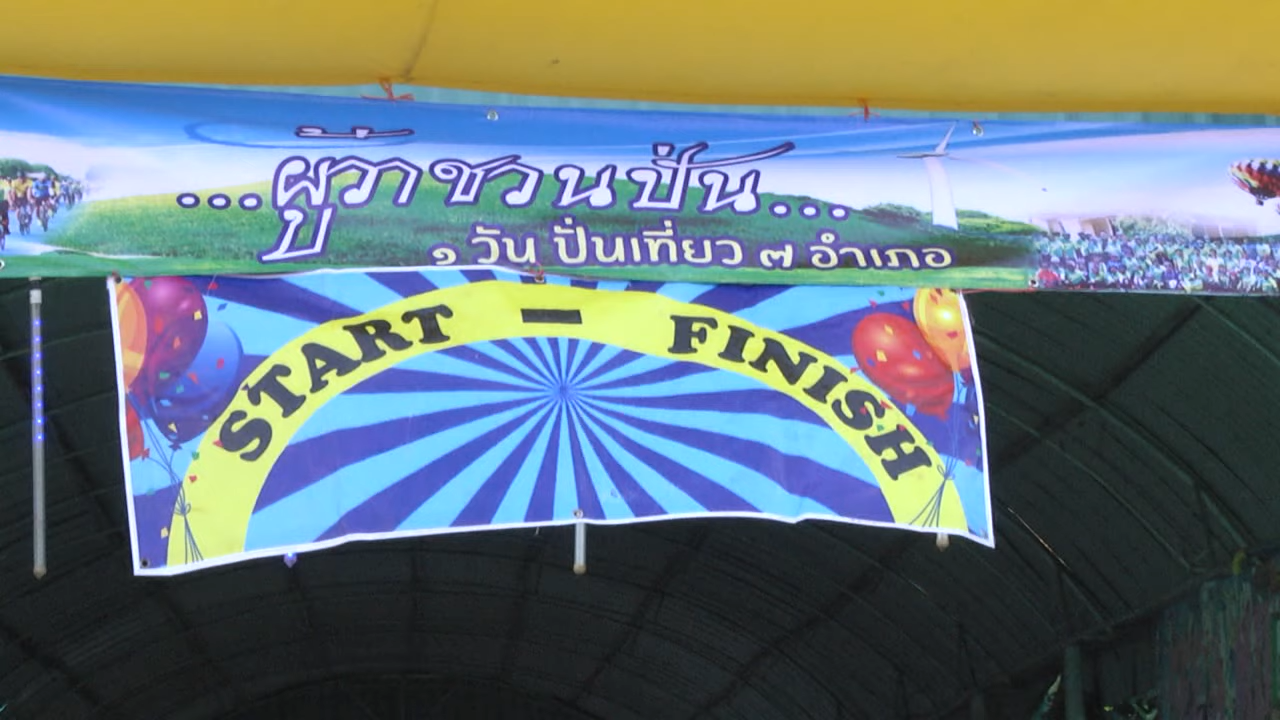 ...ผู้ว่าชวนปั่น...
๑ วัน ปั่นเที่ยว ๗ อำเภอ
START - FINISH